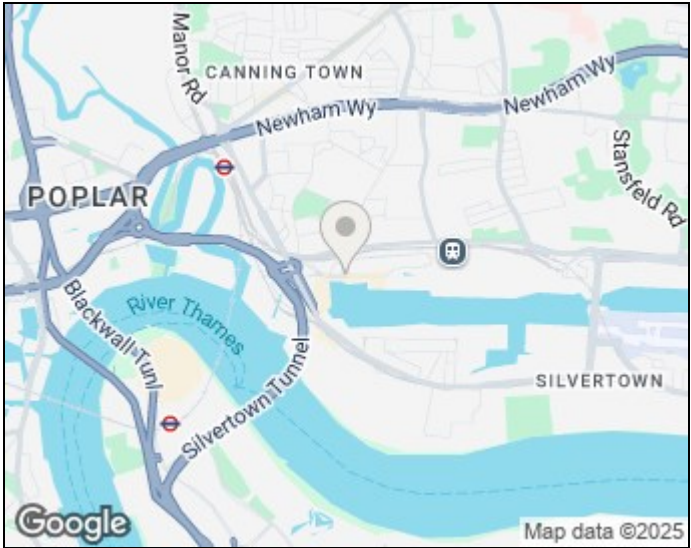 Manor Rd
CANNING TOWN
Newham Wy
Newham Wy
Stansfeld Rd
POPLAR
River Thames
Blackwall Tunl
Silvertown Tunnel
SILVERTOWN
Google
Map data ©2025